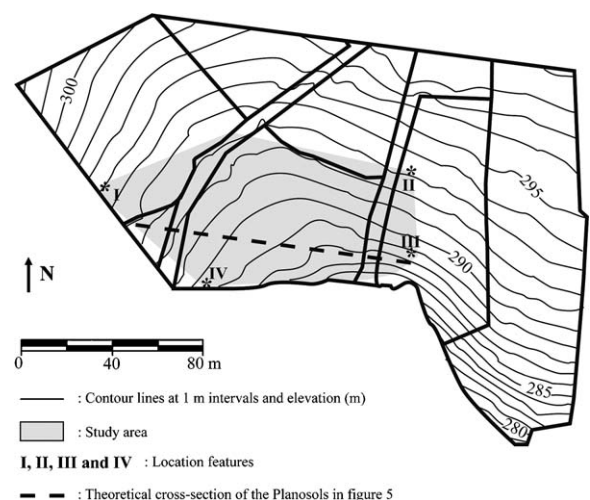 300
I
II
295
III
290
IV
N
285
280
0 40 80 m
: Contour lines at 1 m intervals and elevation (m)
: Study area
I, II, III and IV : Location features
: Theoretical cross-section of the Planosols in figure 5